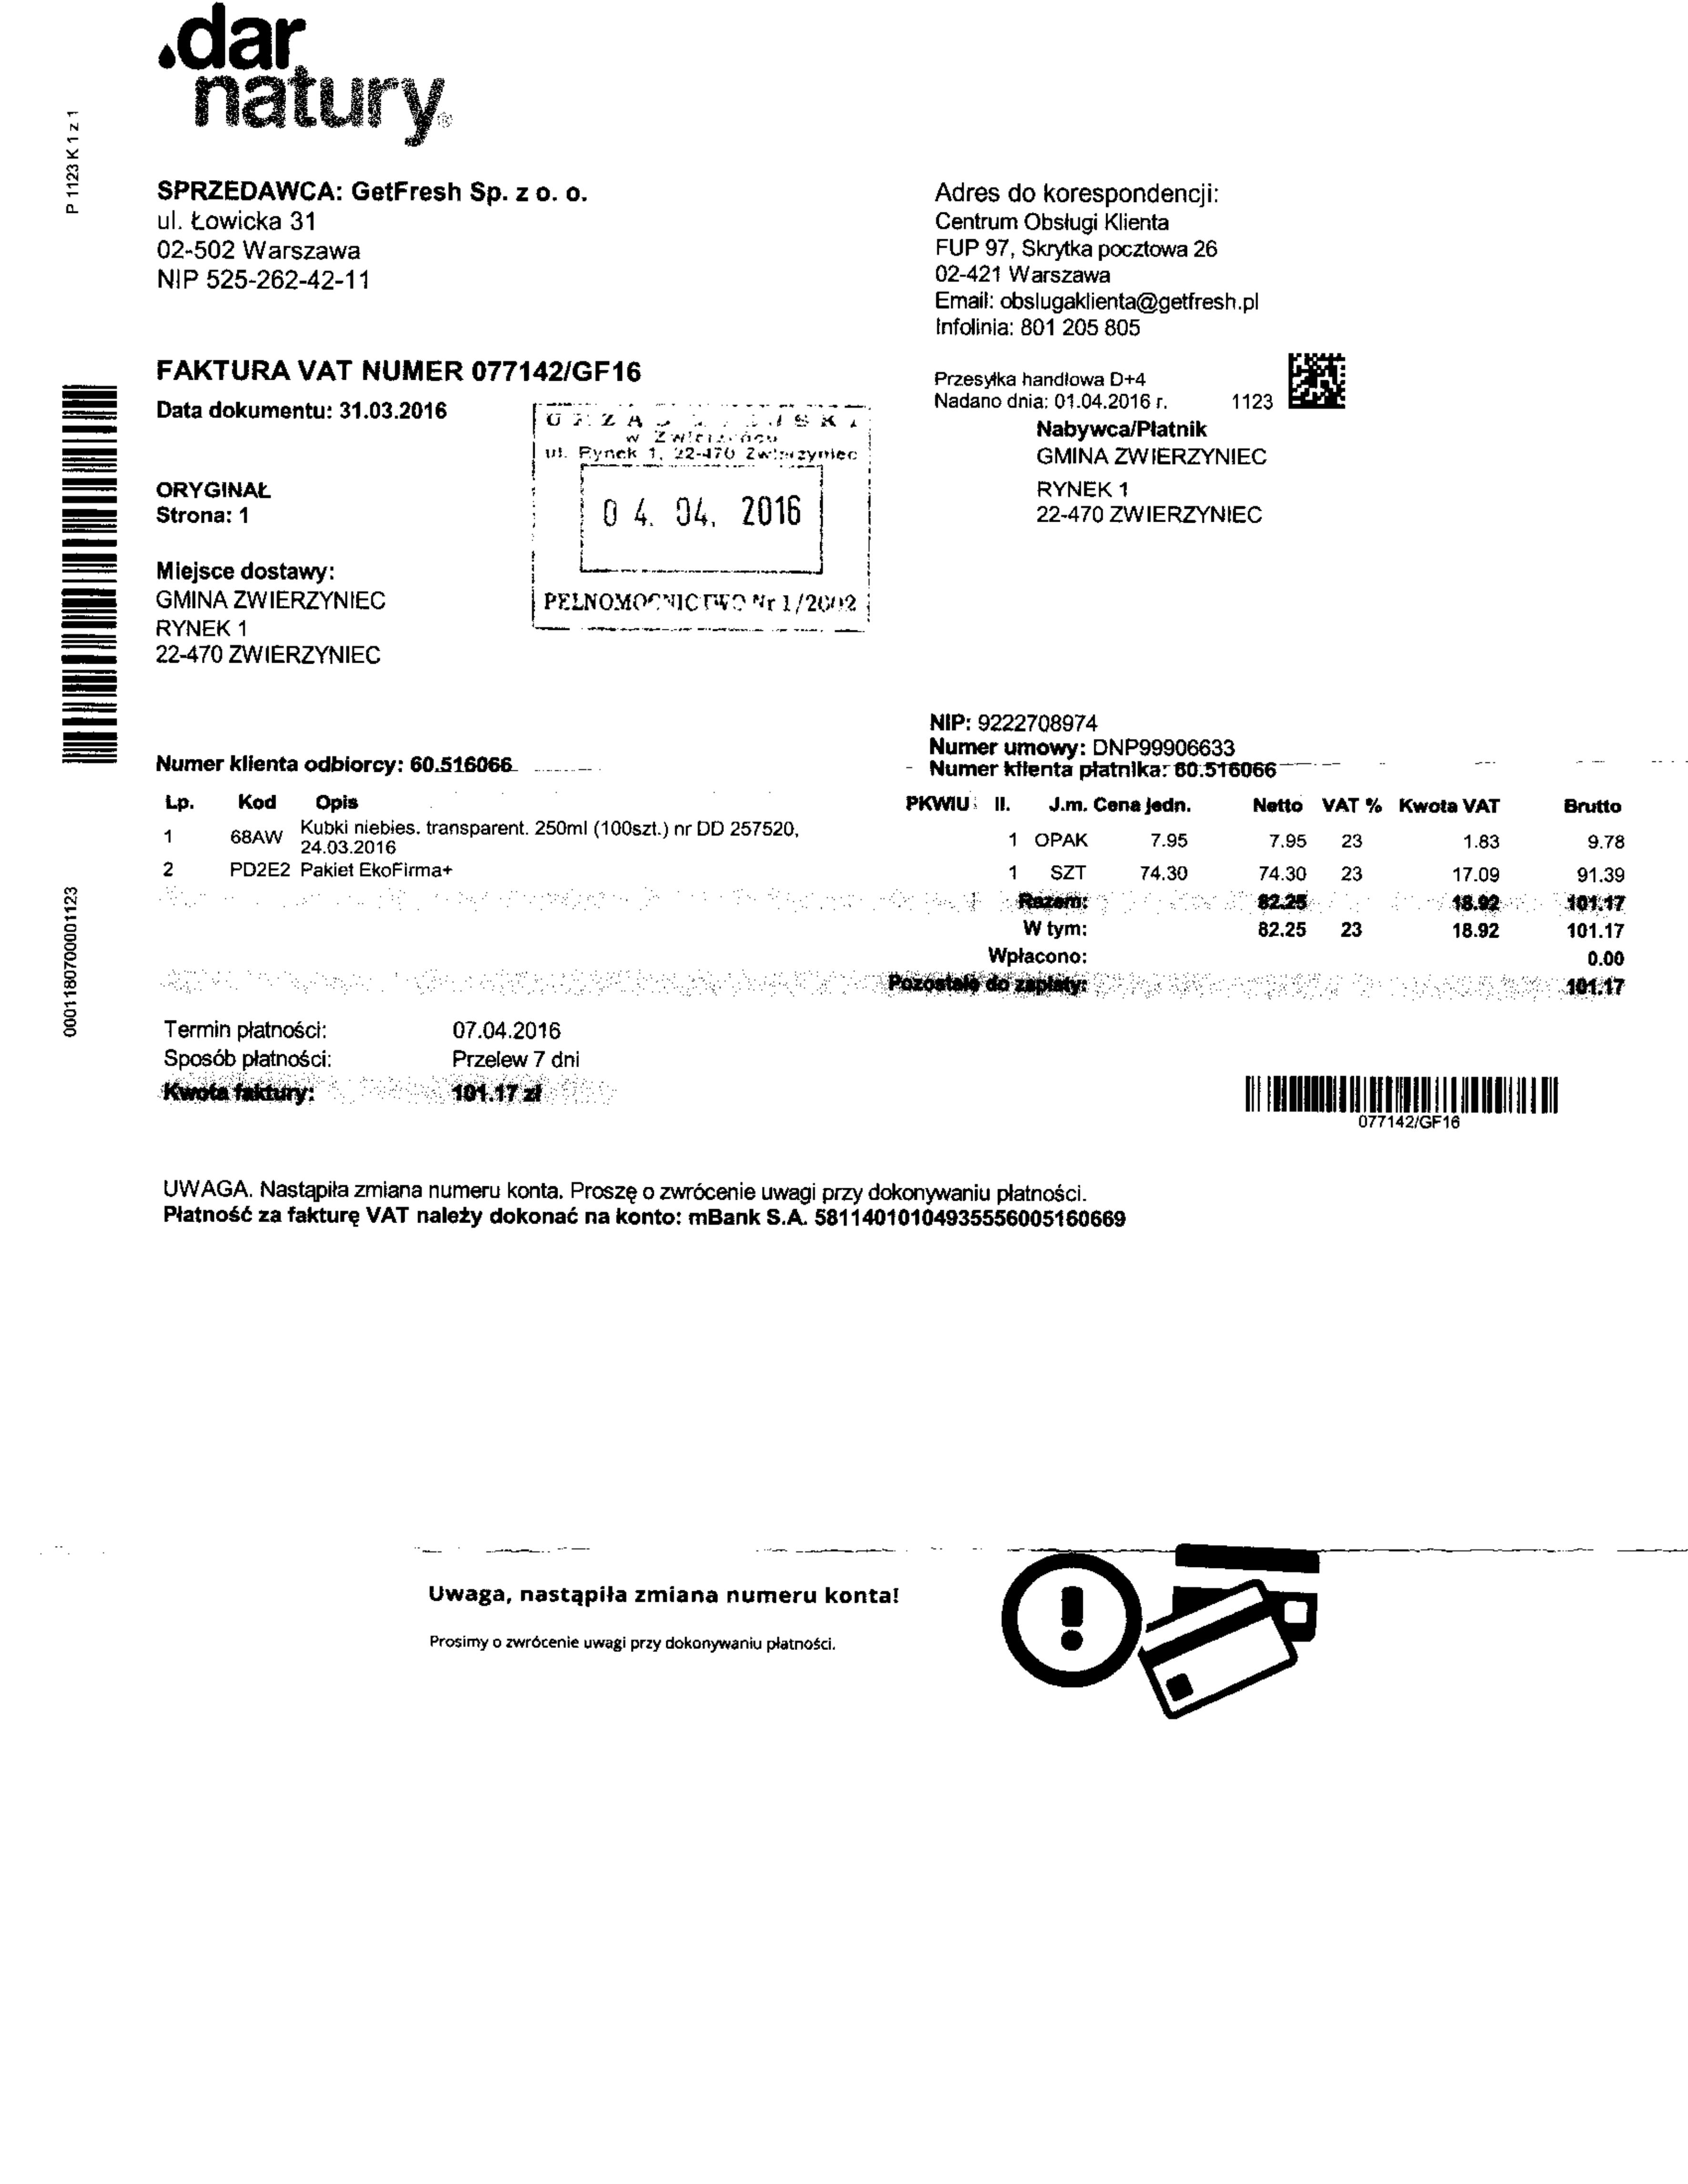 .dar
natury®
P 1123 K 1 z 1
SPRZEDAWCA: GetFresh Sp. z o. o.
ul. Łowicka 31
02-502 Warszawa
NIP 525-262-42-11
Adres do korespondencji:
Centrum Obsługi Klienta
FUP 97, Skrytka pocztowa 26
02-421 Warszawa
Email: obslugaklienta@getfresh.pl
Infolinia: 801 205 805
FAKTURA VAT NUMER 077142/GF16
Data dokumentu: 31.03.2016
Przesyłka handlowa D+4
Nadano dnia: 01.04.2016 r. 1123
Nabywca/Płatnik
GMINA ZWIERZYNIEC
RYNEK 1
22-470 ZWIERZYNIEC
w
ul. Rynek 1, 22-470 Zwierzyniec
04. 04. 2016
PEŁNOMOCNICTWO Nr 1/2002
ORYGINAŁ
Strona: 1
Miejsce dostawy:
GMINA ZWIERZYNIEC
RYNEK 1
22-470 ZWIERZYNIEC
NIP: 9222708974
Numer umowy: DNP99906633
Numer klienta odbiorcy: 60.516066
Numer klienta płatnika: 60.516066
Lp. Kod Opis PKWIU Il. J.m. Cena jedn. Netto VAT % Kwota VAT Brutto
1 68AW Kubki niebies. transparent. 250ml (100szt.) nr DD 257520, 1 OPAK 7.95 7.95 23 1.83 9.78
24.03.2016
2 PD2E2 Pakiet EkoFirma+ 1 SZT 74.30 74.30 23 17.09 91.39
Razem: 82.25 18.92 101.17
W tym: 82.25 23 18.92 101.17
Wpłacono: 0.00
Pozostało do zapłaty: 101.17
00011807000001123
Termin płatności: 07.04.2016
Sposób płatności: Przelew 7 dni
Kwota faktury: 101.17 zł
077142/GF16
UWAGA. Nastąpiła zmiana numeru konta. Proszę o zwrócenie uwagi przy dokonywaniu płatności.
Płatność za fakturę VAT należy dokonać na konto: mBank S.A. 58114010104935556005160669
Uwaga, nastąpiła zmiana numeru konta!
Prosimy o zwrócenie uwagi przy dokonywaniu płatności.